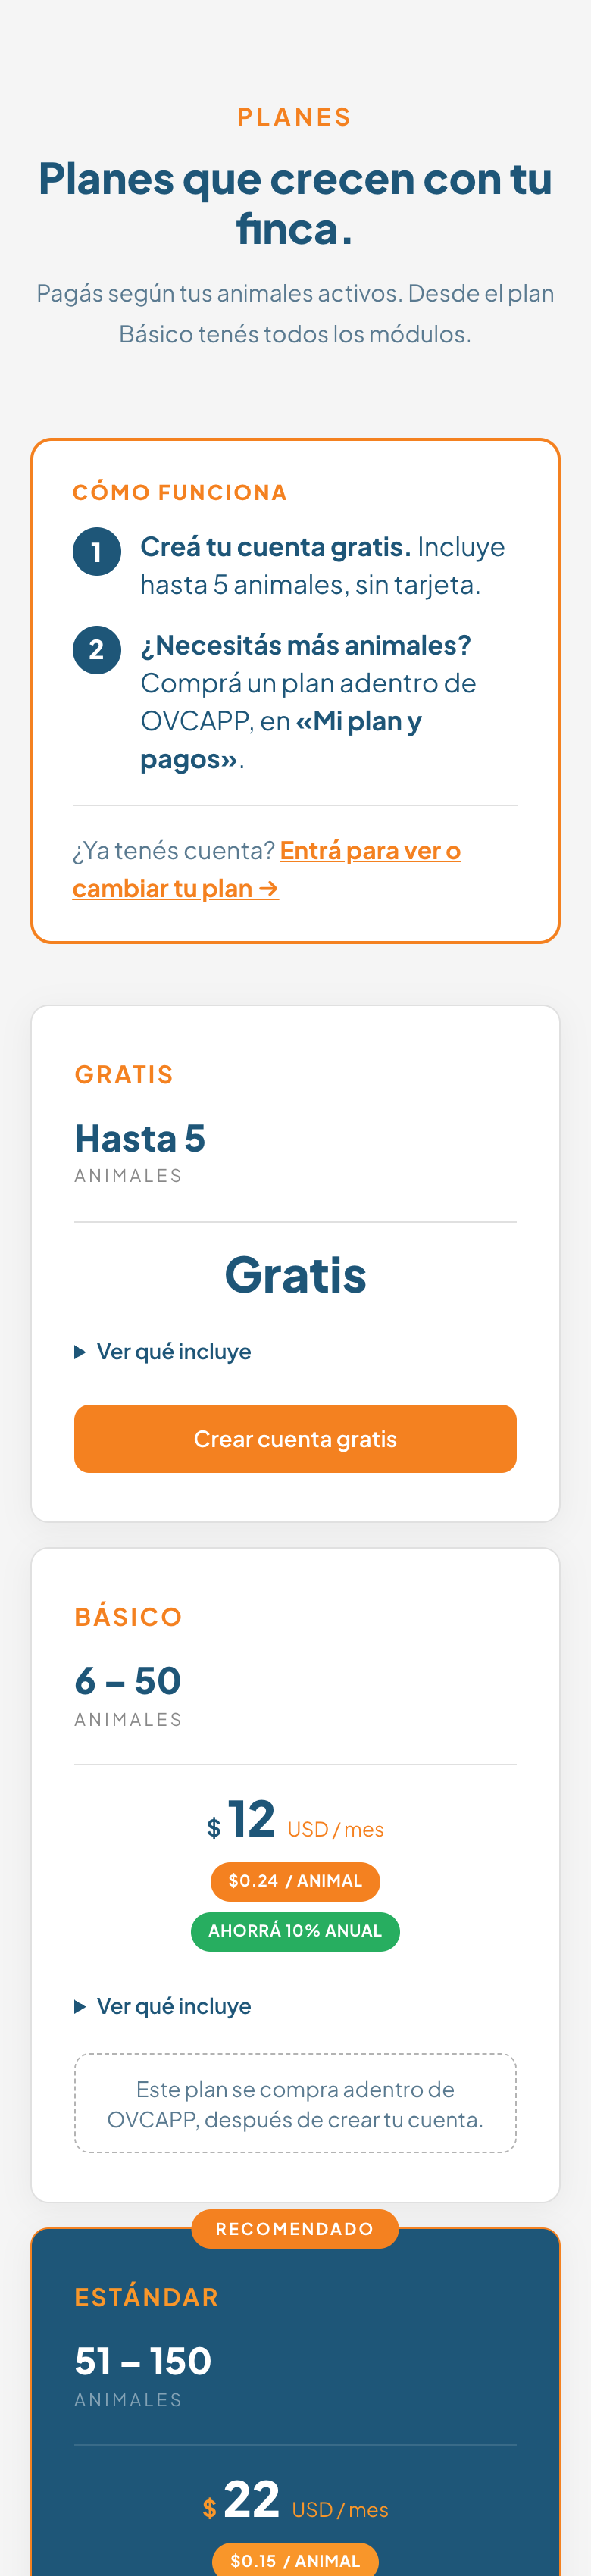 PLANES
Planes que crecen con tu
finca.
Pagás según tus animales activos. Desde el plan
Básico tenés todos los módulos.
CÓMO FUNCIONA
1 Creá tu cuenta gratis. Incluye
hasta 5 animales, sin tarjeta.
2 ¿Necesitás más animales?
Comprá un plan adentro de
OVCAPP, en «Mi plan y
pagos».
¿Ya tenés cuenta? Entrá para ver o
cambiar tu plan →
GRATIS
Hasta 5
ANIMALES
Gratis
▶ Ver qué incluye
Crear cuenta gratis
BÁSICO
6 – 50
ANIMALES
$ 12 USD / mes
$0.24 / ANIMAL
AHORRÁ 10% ANUAL
▶ Ver qué incluye
Este plan se compra adentro de
OVCAPP, después de crear tu cuenta.
RECOMENDADO
ESTÁNDAR
51 – 150
ANIMALES
$ 22 USD / mes
$0.15 / ANIMAL